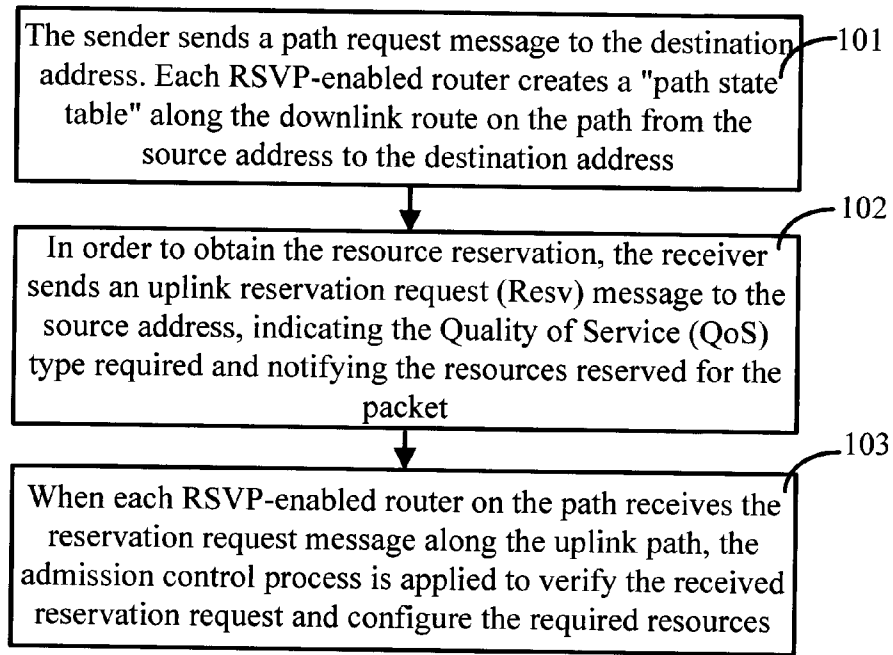 The sender sends a path request message to the destination
address. Each RSVP-enabled router creates a "path state
table" along the downlink route on the path from the
source address to the destination address
101
In order to obtain the resource reservation, the receiver
sends an uplink reservation request (Resv) message to the
source address, indicating the Quality of Service (QoS)
type required and notifying the resources reserved for the
packet
102
When each RSVP-enabled router on the path receives the
reservation request message along the uplink path, the
admission control process is applied to verify the received
reservation request and configure the required resources
103